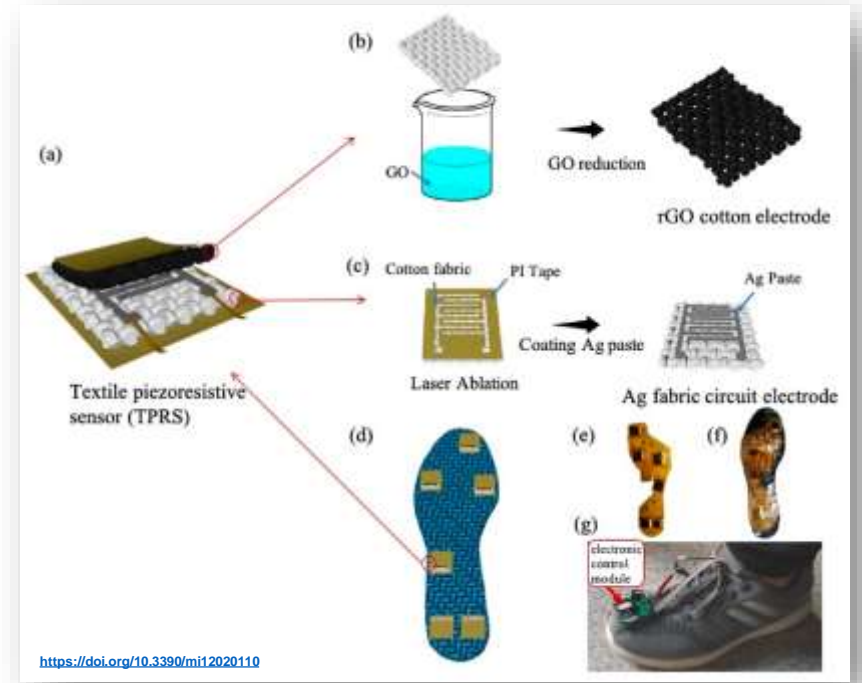 (a)
Textile piezoresistive
sensor (TPRS)
(b)
GO
GO reduction
rGO cotton electrode
(c)
Cotton fabric
PI Tape
Laser Ablation
Coating Ag paste
Ag Paste
Ag fabric circuit electrode
(d)
(e)
(f)
(g)
electronic
control
module
https://doi.org/10.3390/mi12020110